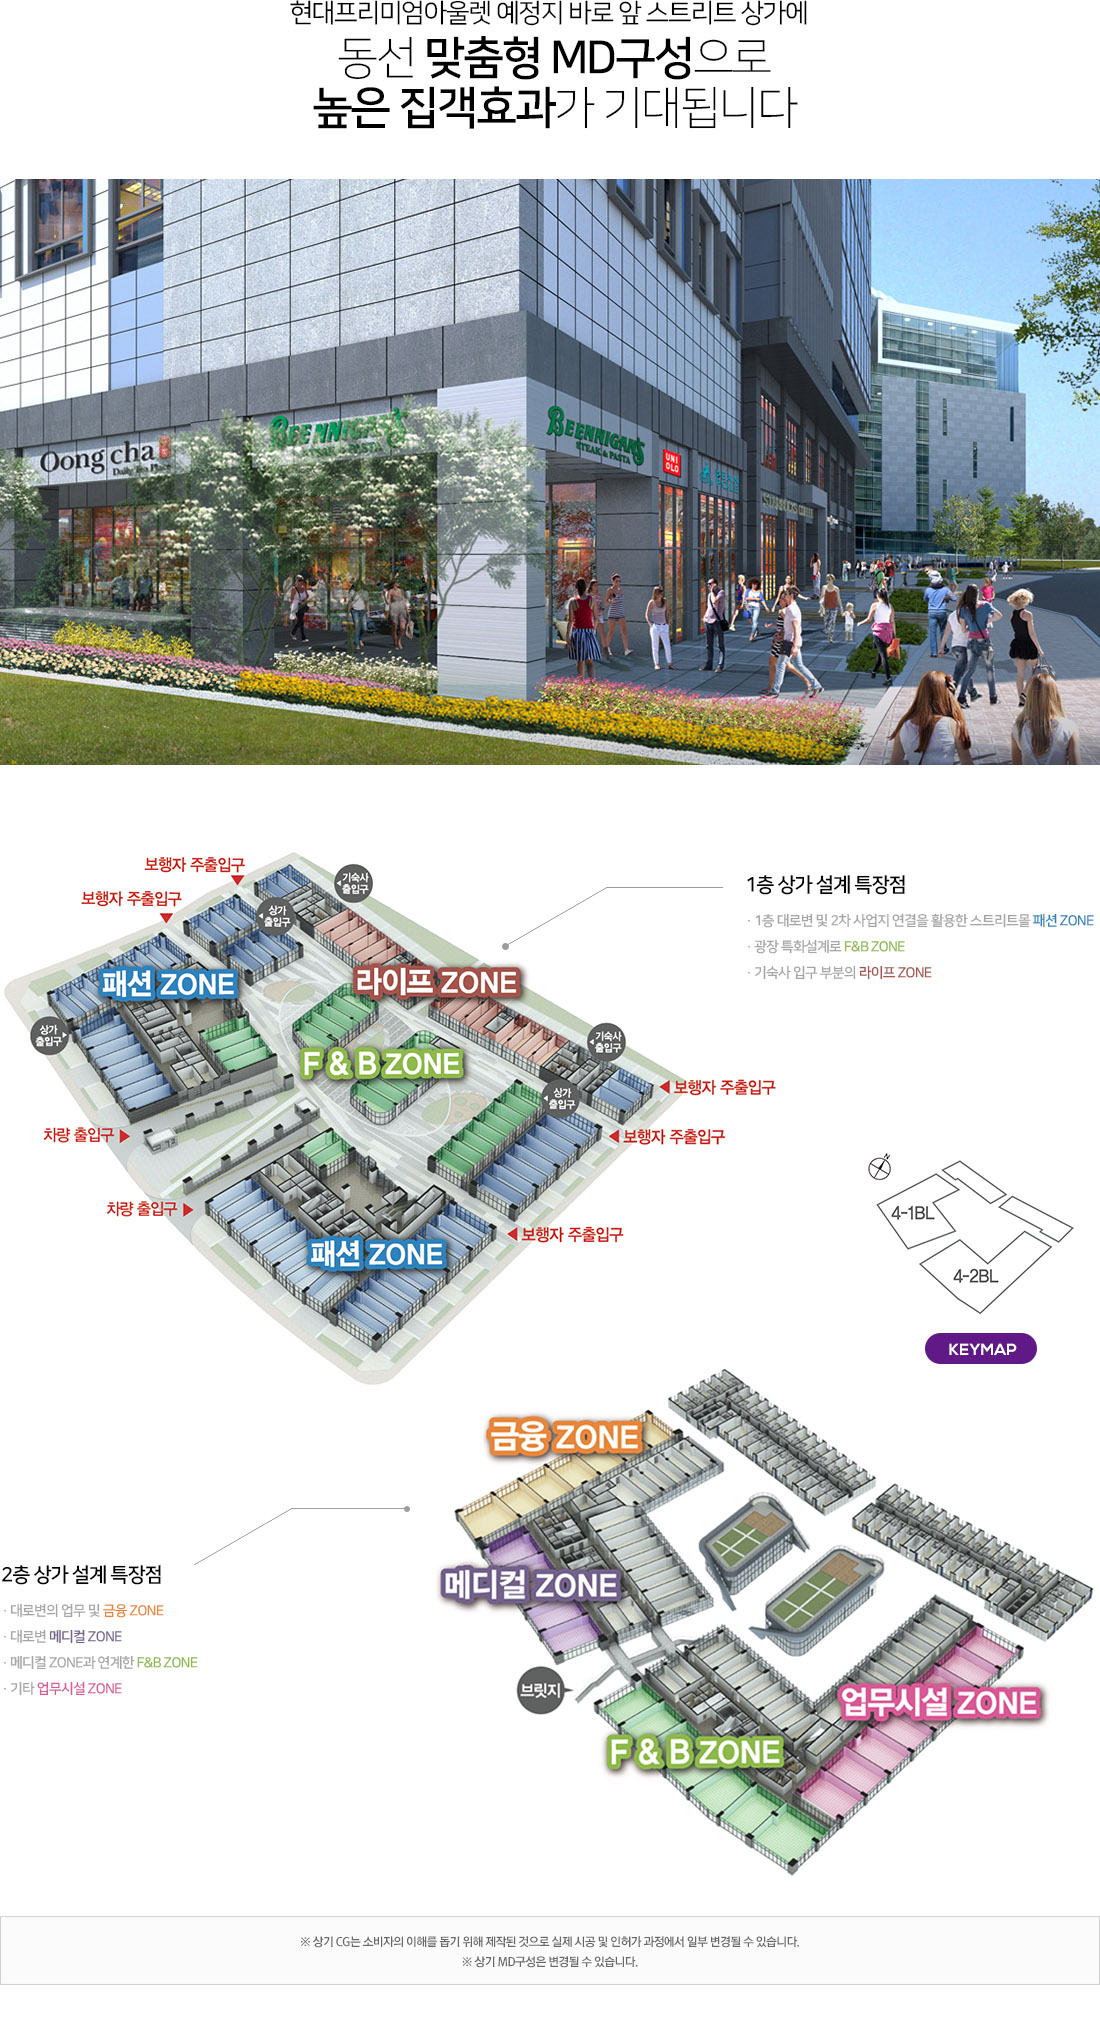 현대프리미엄아울렛 예정지 바로 앞 스트리트 상가에
동선 맞춤형 MD구성으로
높은 집객효과가 기대됩니다
Oong cha
Daily Tea Place
BEENNIGAN'S
STEAK & PASTA
BEENNIGANS
STEAK & PASTA
UNI
QLO
STARBUCKS COFFEE
보행자 주출입구
보행자 주출입구
기숙사
출입구
상가
출입구
패션 ZONE
라이프 ZONE
상가
출입구
기숙사
출입구
F & B ZONE
상가
출입구
보행자 주출입구
차량 출입구
보행자 주출입구
차량 출입구
보행자 주출입구
패션 ZONE
1층 상가 설계 특장점
· 1층 대로변 및 2차 사업지 연결을 활용한 스트리트몰 패션 ZONE
· 광장 특화설계로 F&B ZONE
· 기숙사 입구 부분의 라이프 ZONE
N
4-1BL
4-2BL
KEYMAP
금융 ZONE
메디컬 ZONE
브릿지
업무시설 ZONE
F & B ZONE
2층 상가 설계 특장점
· 대로변의 업무 및 금융 ZONE
· 대로변 메디컬 ZONE
· 메디컬 ZONE과 연계한 F&B ZONE
· 기타 업무시설 ZONE
※ 상기 CG는 소비자의 이해를 돕기 위해 제작된 것으로 실제 시공 및 인허가 과정에서 일부 변경될 수 있습니다.
※ 상기 MD구성은 변경될 수 있습니다.